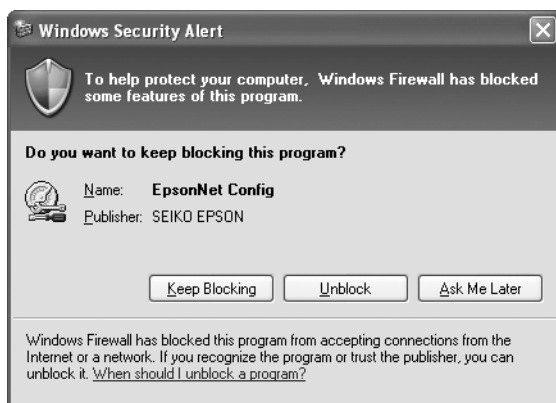 Windows Security Alert
To help protect your computer, Windows Firewall has blocked
some features of this program.
Do you want to keep blocking this program?
Name: EpsonNet Config
Publisher: SEIKO EPSON
Keep Blocking Unblock Ask Me Later
Windows Firewall has blocked this program from accepting connections from the
Internet or a network. If you recognize the program or trust the publisher, you can
unblock it. When should I unblock a program?